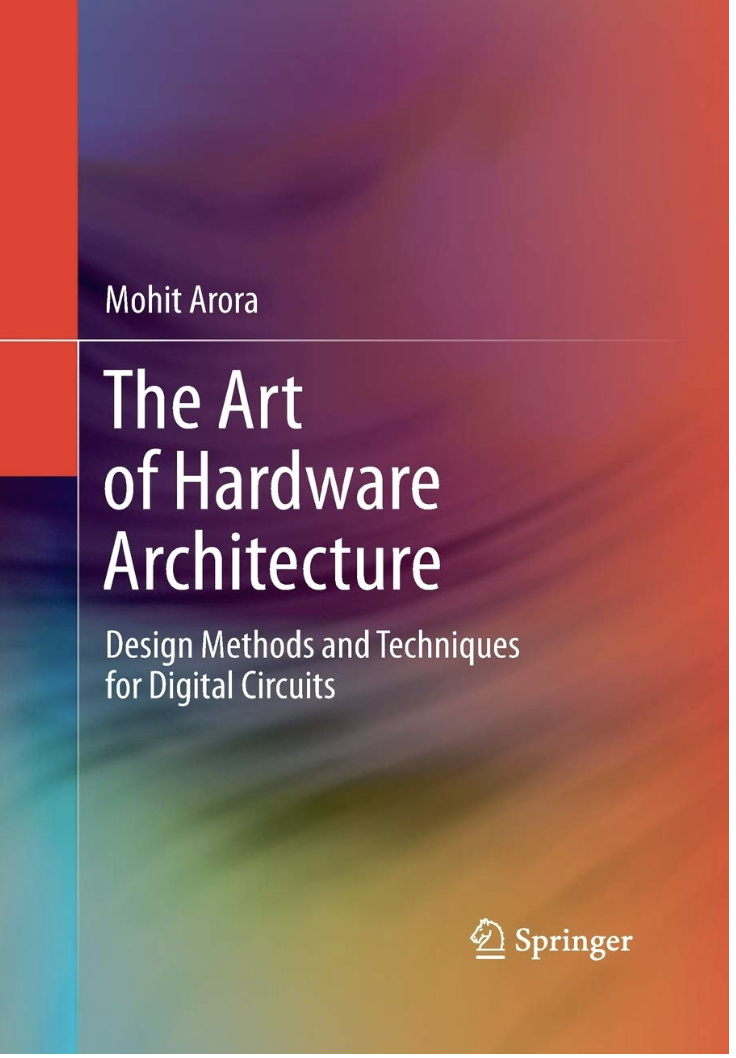 Mohit Arora
The Art
of Hardware
Architecture
Design Methods and Techniques
for Digital Circuits
Springer